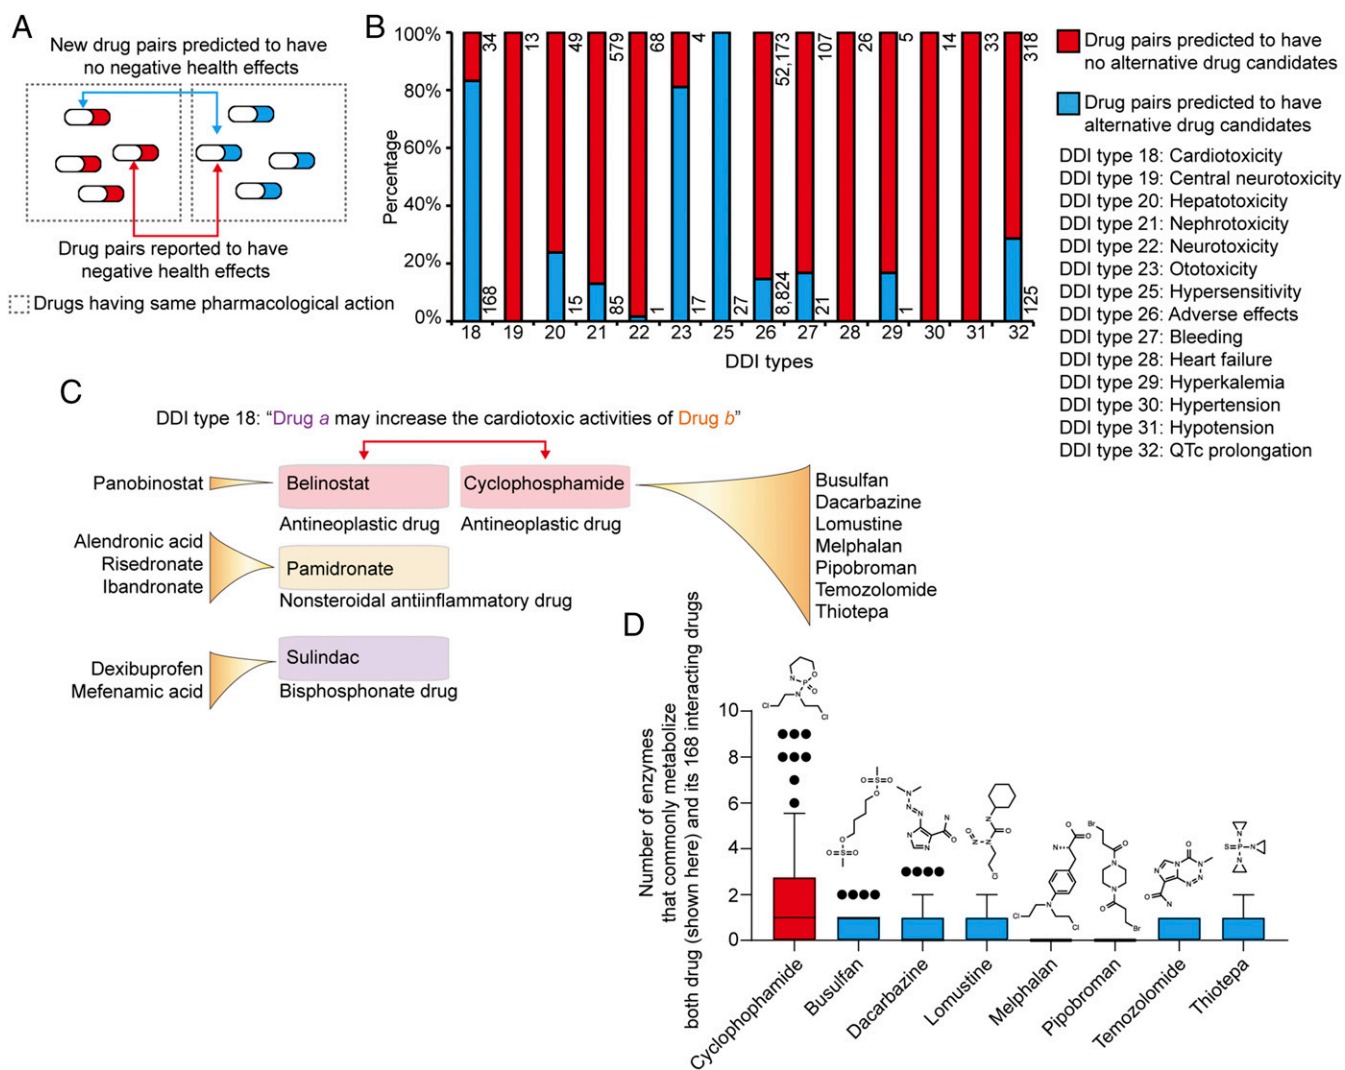 A
New drug pairs predicted to have
no negative health effects
Drug pairs reported to have
negative health effects
Drugs having same pharmacological action
B
100%
80%
60%
40%
20%
0%
Percentage
34
168
13
49
15
579
85
68
1
4
17
27
52,173
8,824
107
21
26
5
1
14
33
318
125
18 19 20 21 22 23 25 26 27 28 29 30 31 32
DDI types
Drug pairs predicted to have
no alternative drug candidates
Drug pairs predicted to have
alternative drug candidates
DDI type 18: Cardiotoxicity
DDI type 19: Central neurotoxicity
DDI type 20: Hepatotoxicity
DDI type 21: Nephrotoxicity
DDI type 22: Neurotoxicity
DDI type 23: Ototoxicity
DDI type 25: Hypersensitivity
DDI type 26: Adverse effects
DDI type 27: Bleeding
DDI type 28: Heart failure
DDI type 29: Hyperkalemia
DDI type 30: Hypertension
DDI type 31: Hypotension
DDI type 32: QTc prolongation
C
DDI type 18: “Drug a may increase the cardiotoxic activities of Drug b”
Panobinostat
Belinostat
Antineoplastic drug
Cyclophosphamide
Antineoplastic drug
Busulfan
Dacarbazine
Lomustine
Melphalan
Pipobroman
Temozolomide
Thiotepa
Alendronic acid
Risedronate
Ibandronate
Pamidronate
Nonsteroidal antiinflammatory drug
Dexibuprofen
Mefenamic acid
Sulindac
Bisphosphonate drug
D
Number of enzymes
that commonly metabolize
both drug (shown here) and its 168 interacting drugs
10
8
6
4
2
0
Cyclophophamide
Busulfan
Dacarbazine
Lomustine
Melphalan
Pipobroman
Temozolomide
Thiotepa